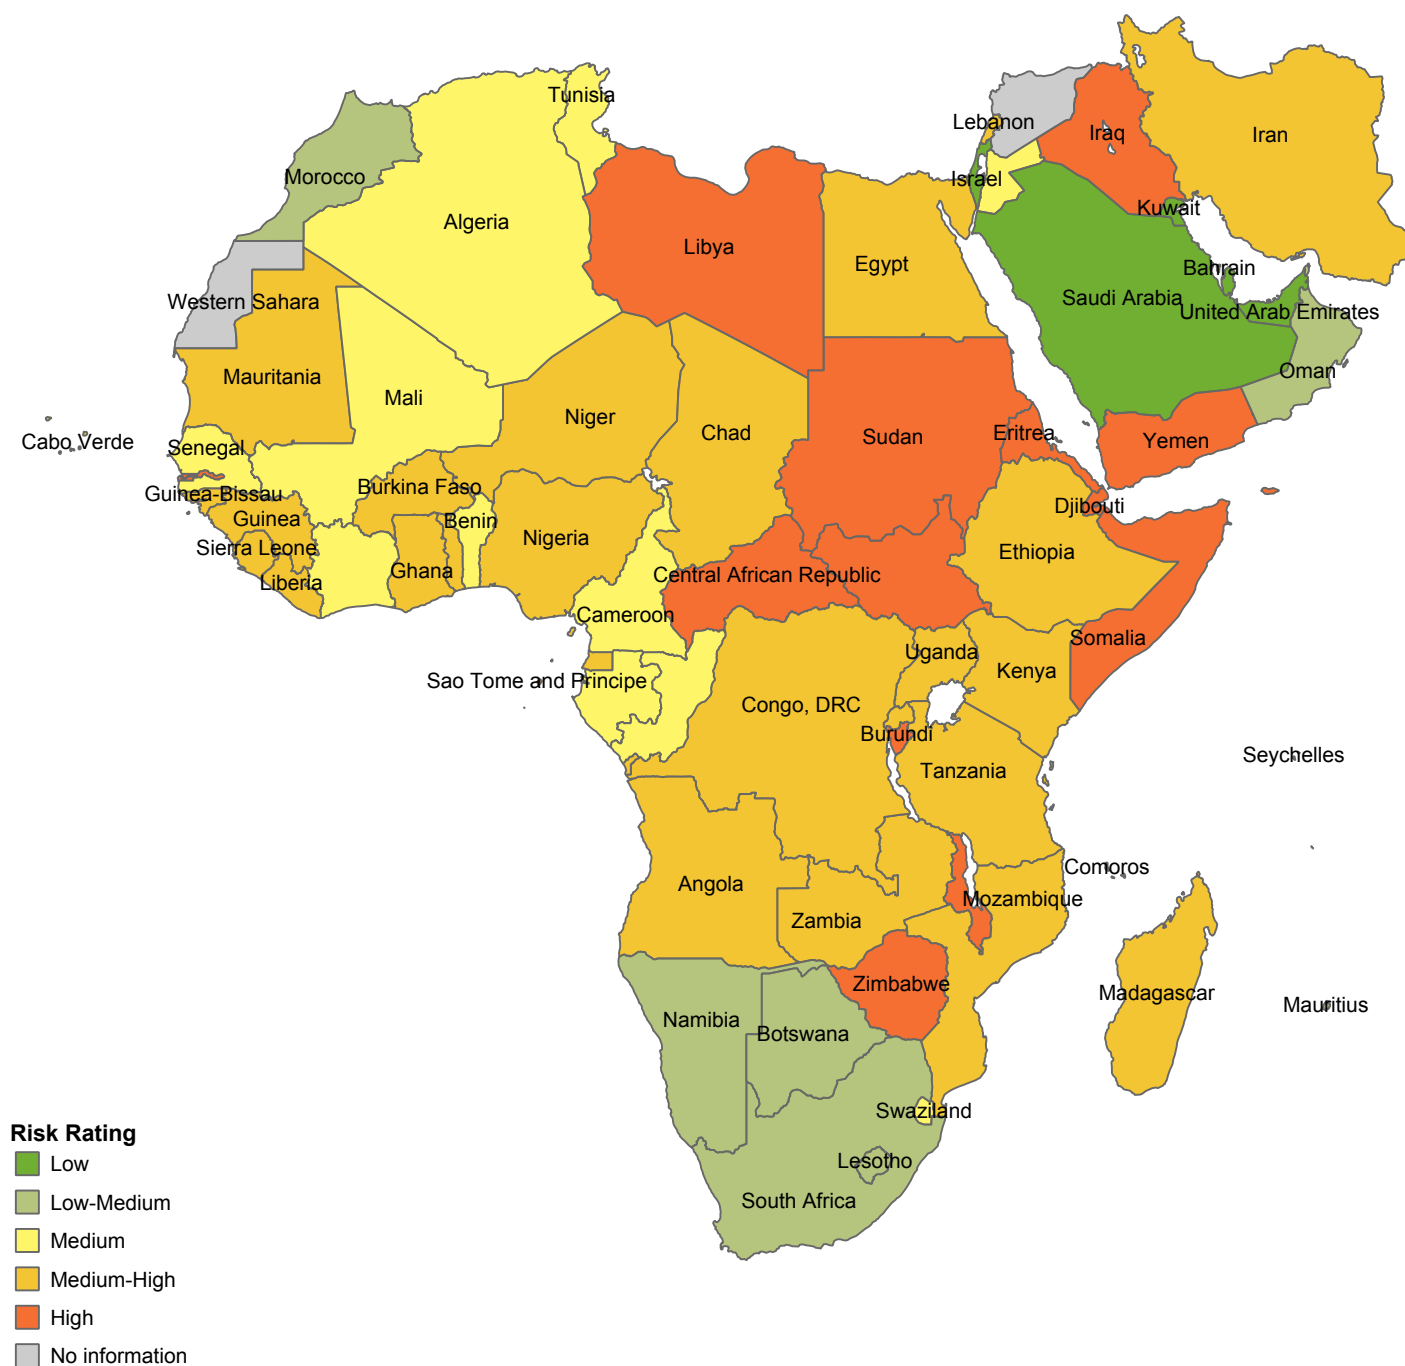 Tunisia
Lebanon
Iraq
Iran
Morocco
Israel
Kuwait
Algeria
Libya
Egypt
Bahrain
Western Sahara
Saudi Arabia
United Arab Emirates
Mauritania
Oman
Mali
Niger
Chad
Sudan
Eritrea
Yemen
Cabo Verde
Senegal
Burkina Faso
Guinea-Bissau
Djibouti
Guinea
Benin
Nigeria
Sierra Leone
Ethiopia
Liberia
Ghana
Central African Republic
Cameroon
Somalia
Uganda
Kenya
Sao Tome and Principe
Congo, DRC
Burundi
Seychelles
Tanzania
Comoros
Angola
Mozambique
Zambia
Zimbabwe
Madagascar
Mauritius
Namibia
Botswana
Swaziland
Lesotho
South Africa
Risk Rating
Low
Low-Medium
Medium
Medium-High
High
No information